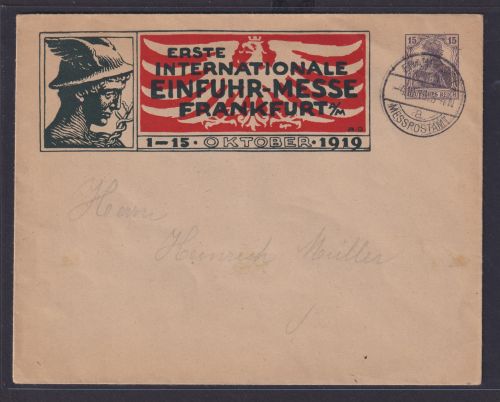 ERSTE
INTERNATIONALE
EINFUHR-MESSE
FRANKFURT a/M
1-15 · OKTOBER · 1919
15 15
MESSPOSTAMT
a
Herrn
Heinrich Müller